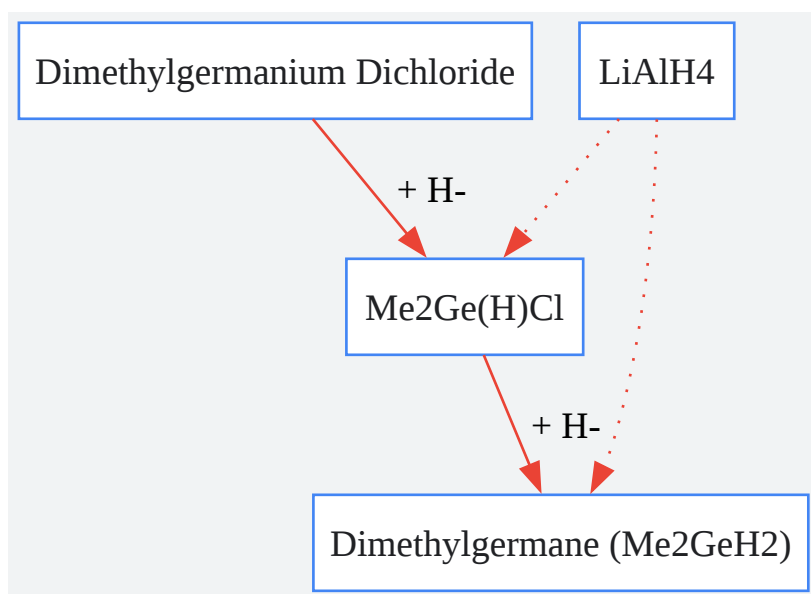 Dimethylgermanium Dichloride
LiAlH4
+ H-
Me2Ge(H)Cl
+ H-
Dimethylgermane (Me2GeH2)